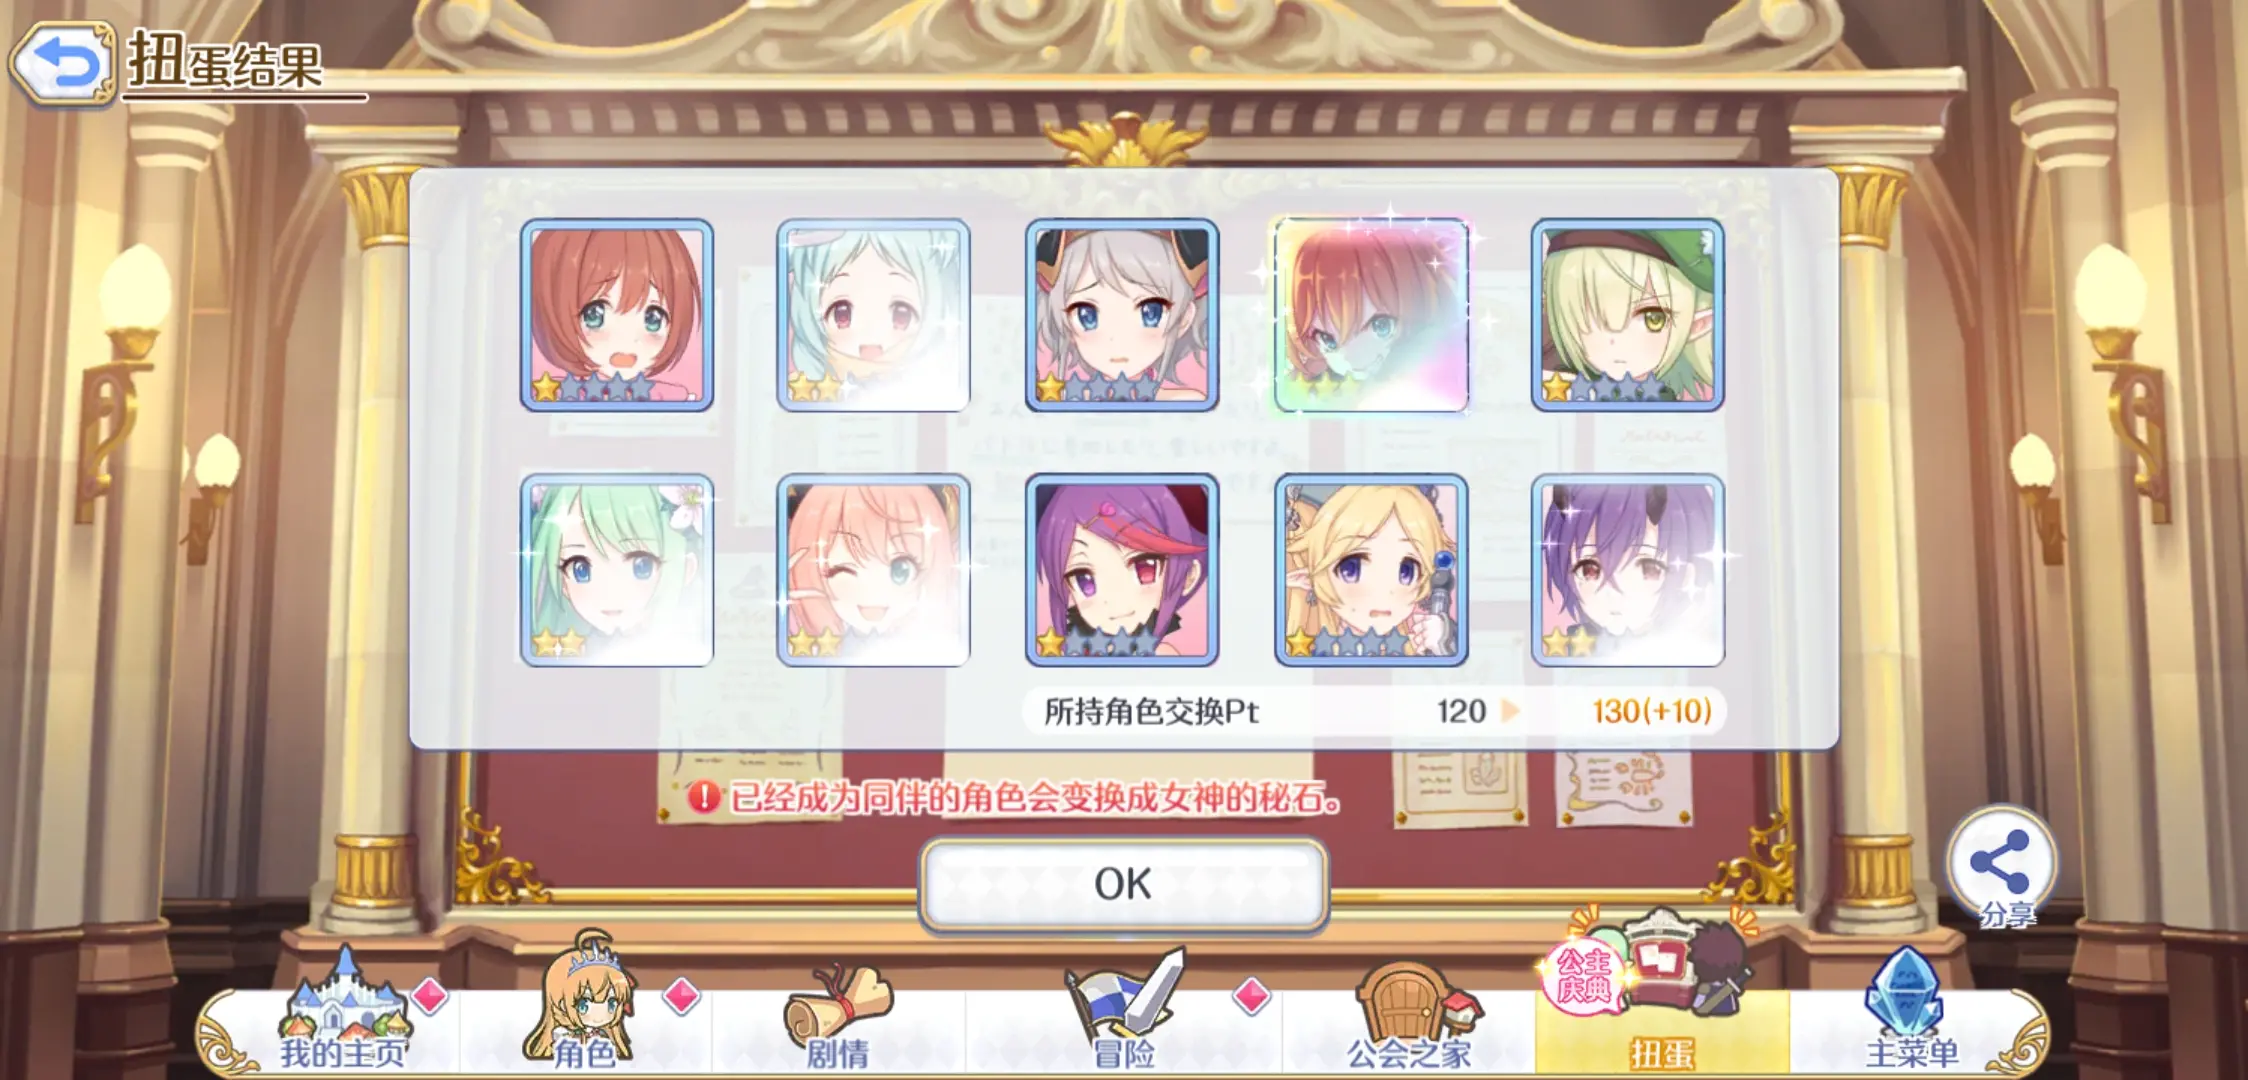 扭蛋结果
所持角色交换Pt 120 130(+10)
已经成为同伴的角色会变换成女神的秘石。
OK
分享
公主
庆典
我的主页
角色
剧情
冒险
公会之家
扭蛋
主菜单